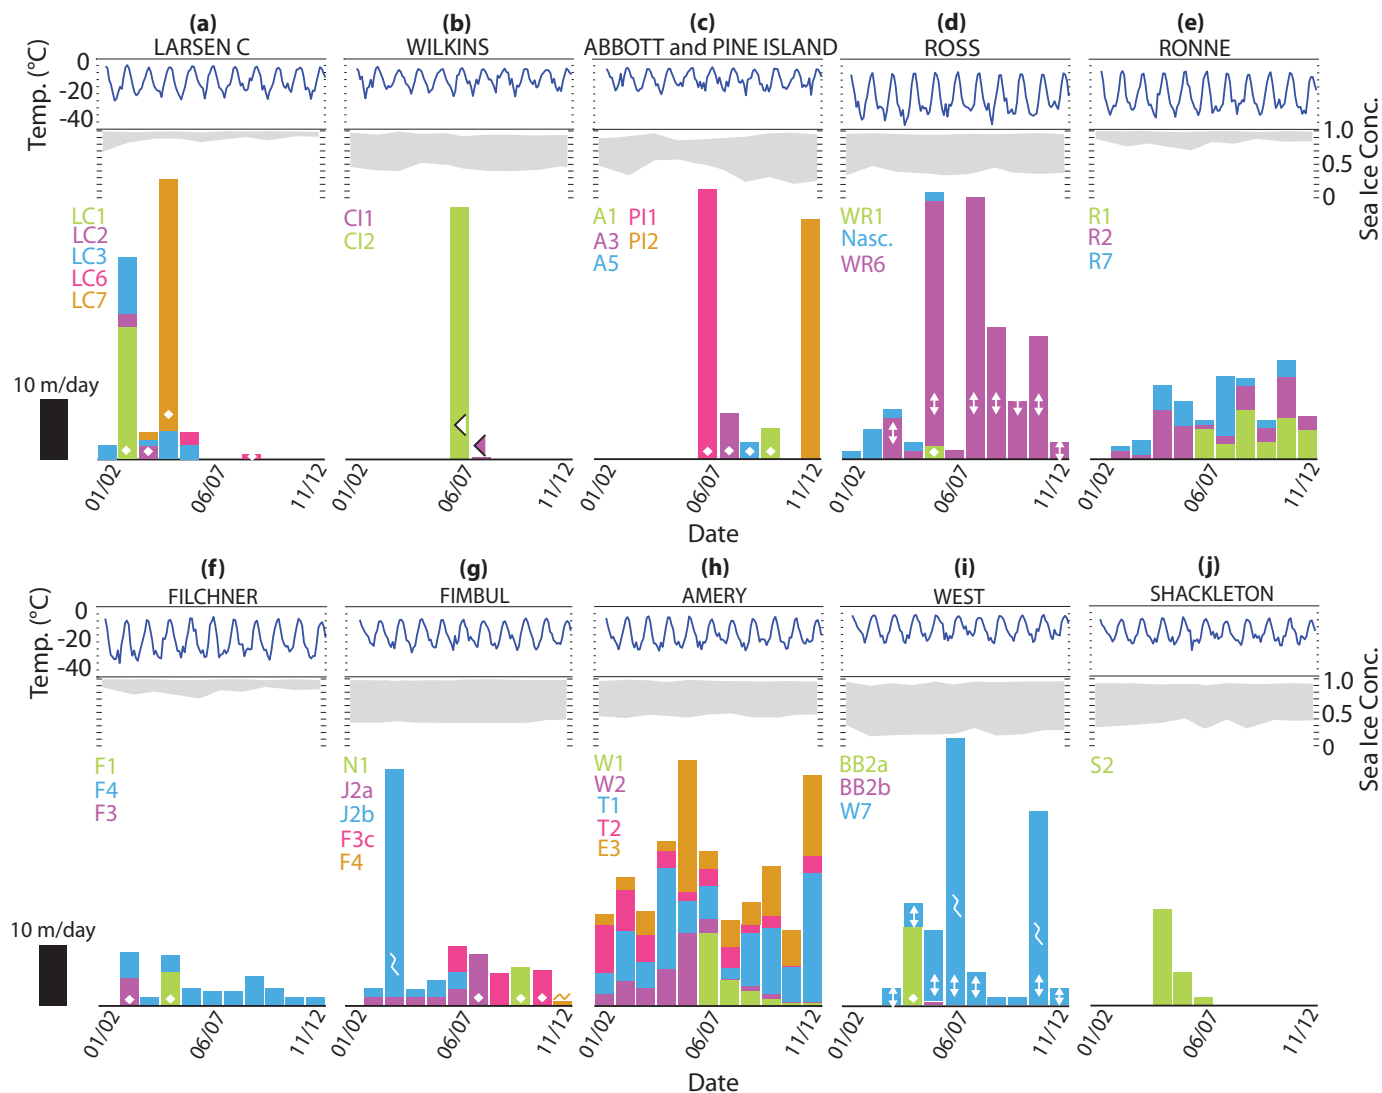 (a) (b) (c) (d) (e)
LARSEN C WILKINS ABBOTT and PINE ISLAND ROSS RONNE
Temp. (°C)
0
-20
-40
1.0
0.5
0
Sea Ice Conc.
LC1
LC2
LC3
LC6
LC7
CI1
CI2
A1 PI1
A3 PI2
A5
WR1
Nasc.
WR6
R1
R2
R7
10 m/day
01/02 06/07 11/12 01/02 06/07 11/12 01/02 06/07 11/12 01/02 06/07 11/12 01/02 06/07 11/12
Date
(f) (g) (h) (i) (j)
FILCHNER FIMBUL AMERY WEST SHACKLETON
Temp. (°C)
0
-20
-40
1.0
0.5
0
Sea Ice Conc.
F1
F4
F3
N1
J2a
J2b
F3c
F4
W1
W2
T1
T2
E3
BB2a
BB2b
W7
S2
10 m/day
01/02 06/07 11/12 01/02 06/07 11/12 01/02 06/07 11/12 01/02 06/07 11/12 01/02 06/07 11/12
Date